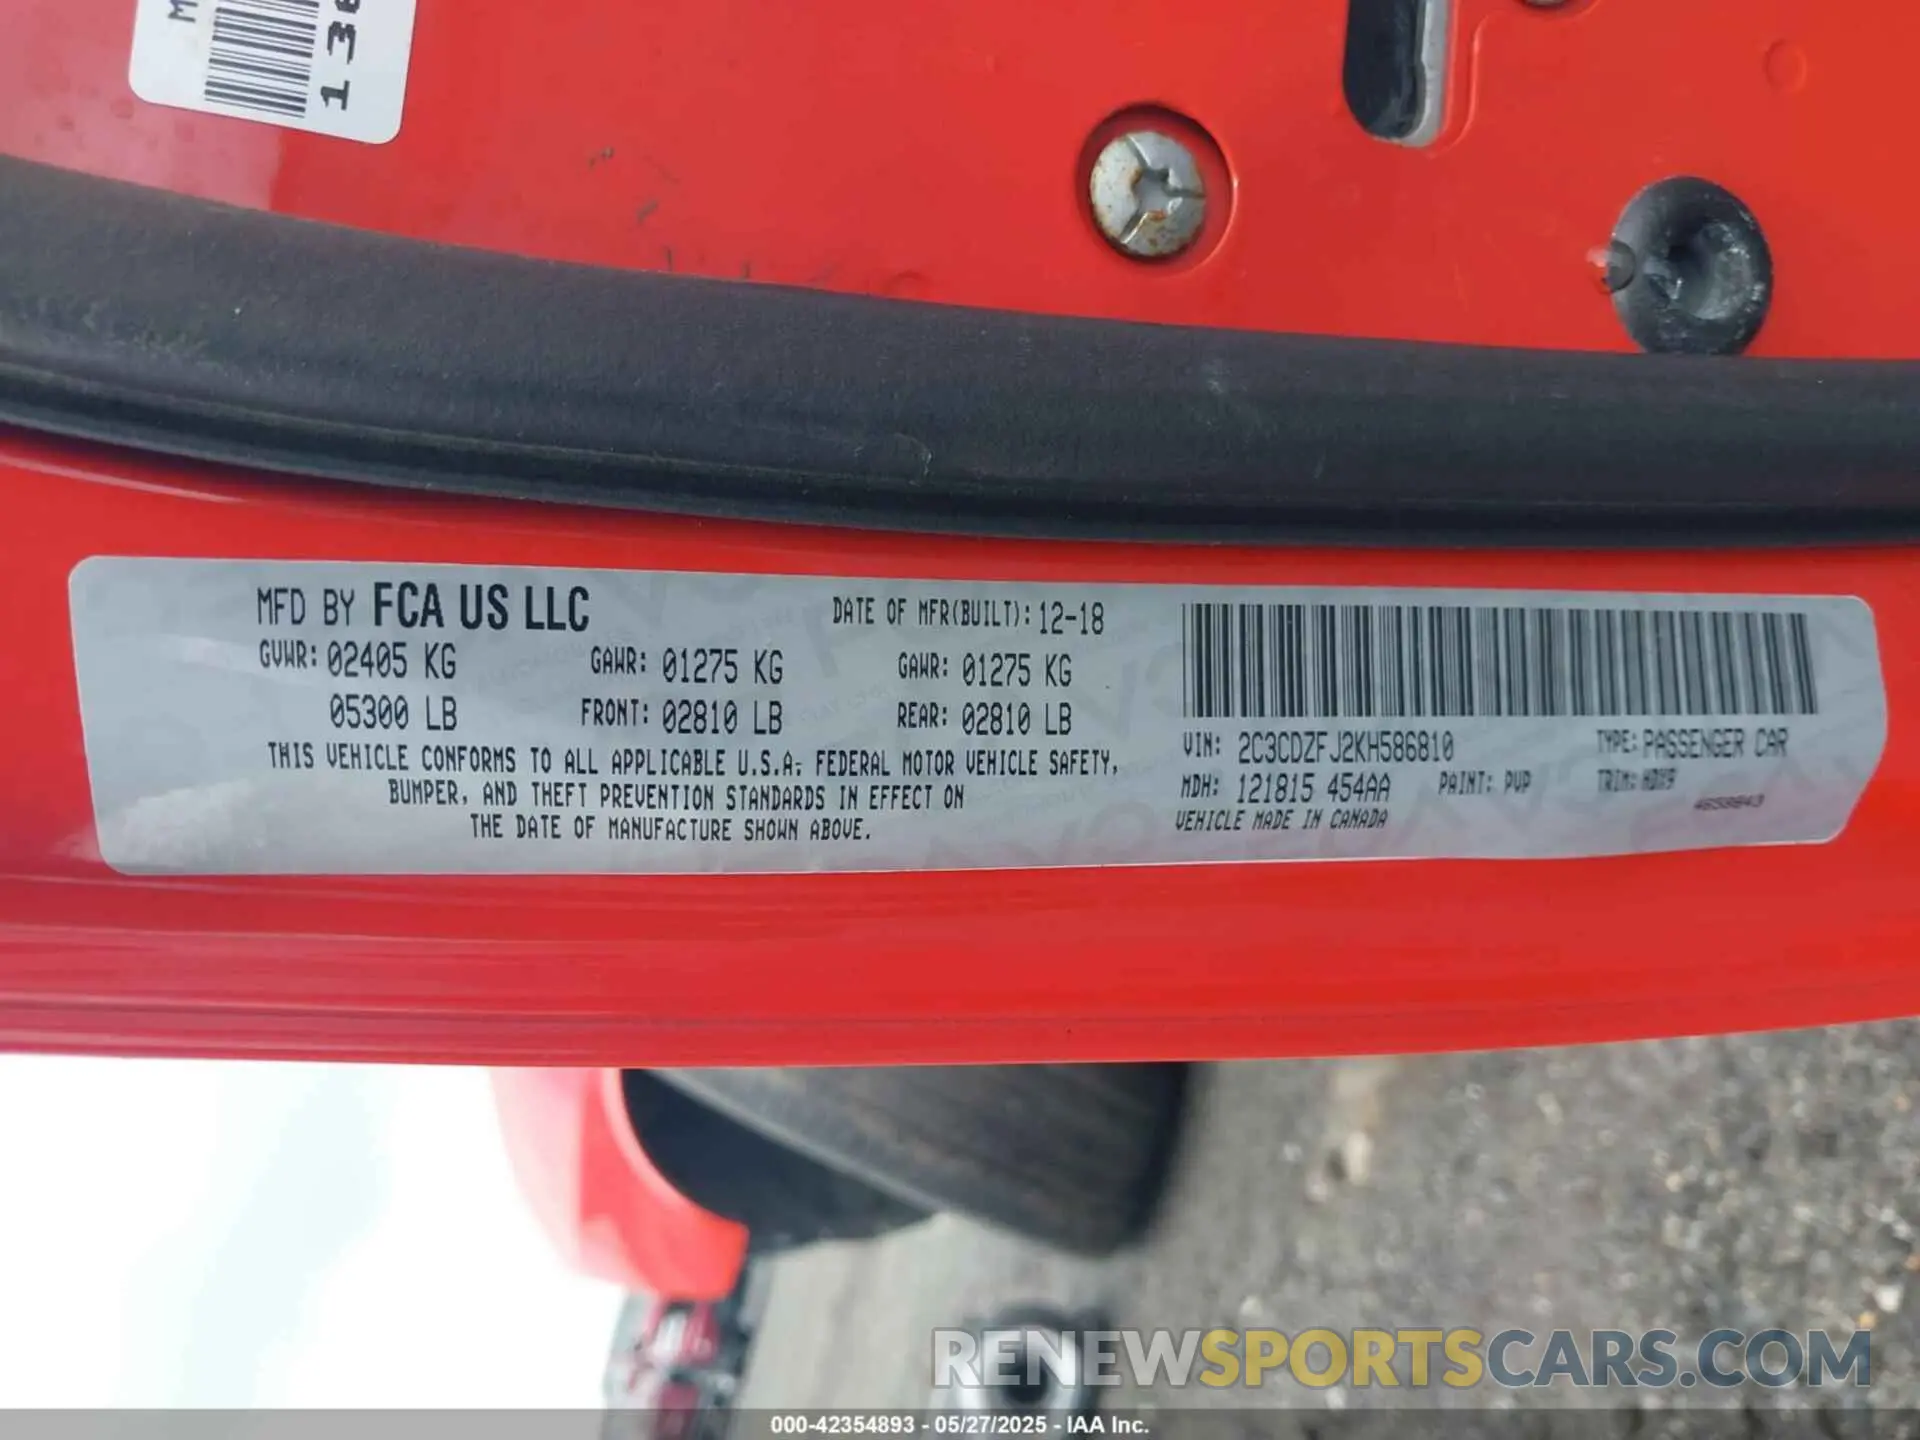 MFD BY FCA US LLC
DATE OF MFR(BUILT): 12-18
GVWR: 02405 KG GAWR: 01275 KG GAWR: 01275 KG
05300 LB FRONT: 02810 LB REAR: 02810 LB
THIS VEHICLE CONFORMS TO ALL APPLICABLE U.S.A. FEDERAL MOTOR VEHICLE SAFETY,
BUMPER, AND THEFT PREVENTION STANDARDS IN EFFECT ON
THE DATE OF MANUFACTURE SHOWN ABOVE.
VIN: 2C3CDZFJ2KH586810 TYPE: PASSENGER CAR
MDH: 121815 454AA PAINT: PVP TRIM: HDX9
VEHICLE MADE IN CANADA
RENEWSPORTSCARS.COM
000-42354893 - 05/27/2025 - IAA Inc.